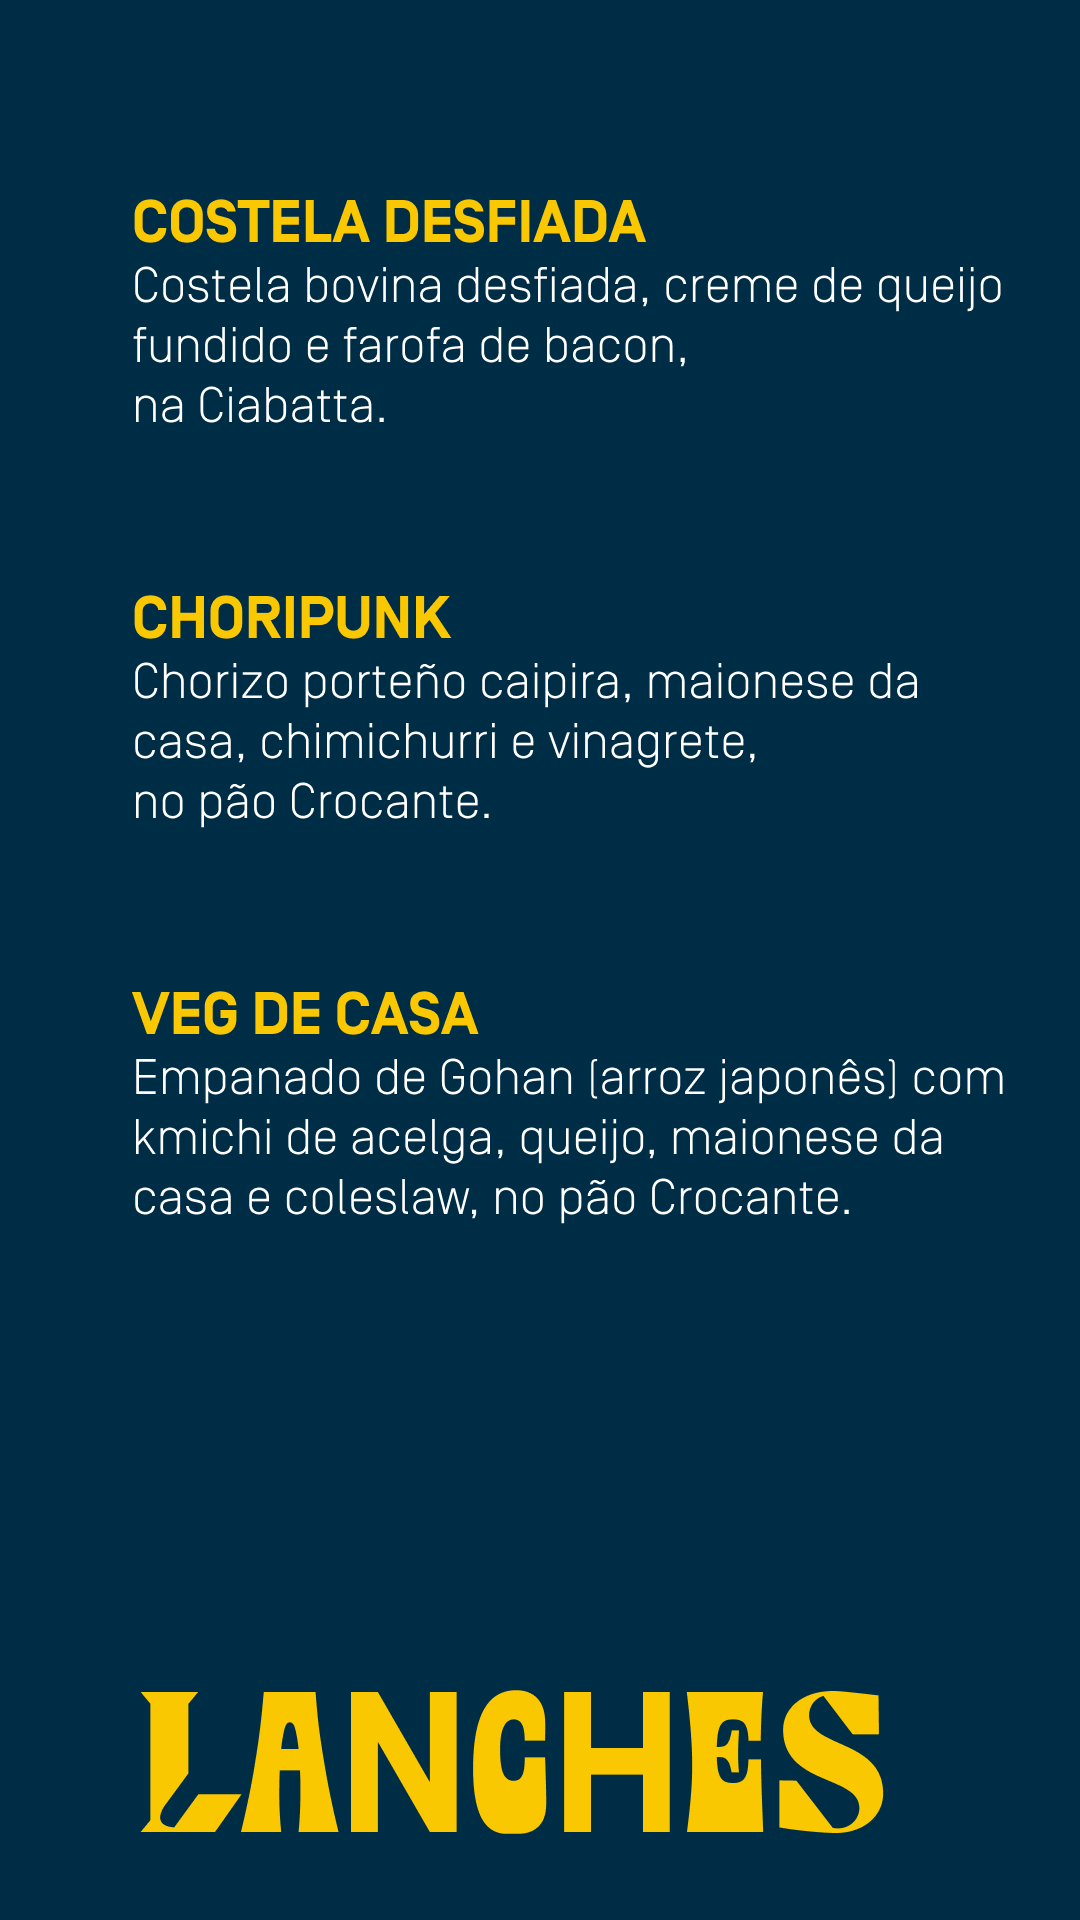 COSTELA DESFIADA
Costela bovina desfiada, creme de queijo
fundido e farofa de bacon,
na Ciabatta.
CHORIPUNK
Chorizo porteño caipira, maionese da
casa, chimichurri e vinagrete,
no pão Crocante.
VEG DE CASA
Empanado de Gohan (arroz japonês) com
kmichi de acelga, queijo, maionese da
casa e coleslaw, no pão Crocante.
LANCHES